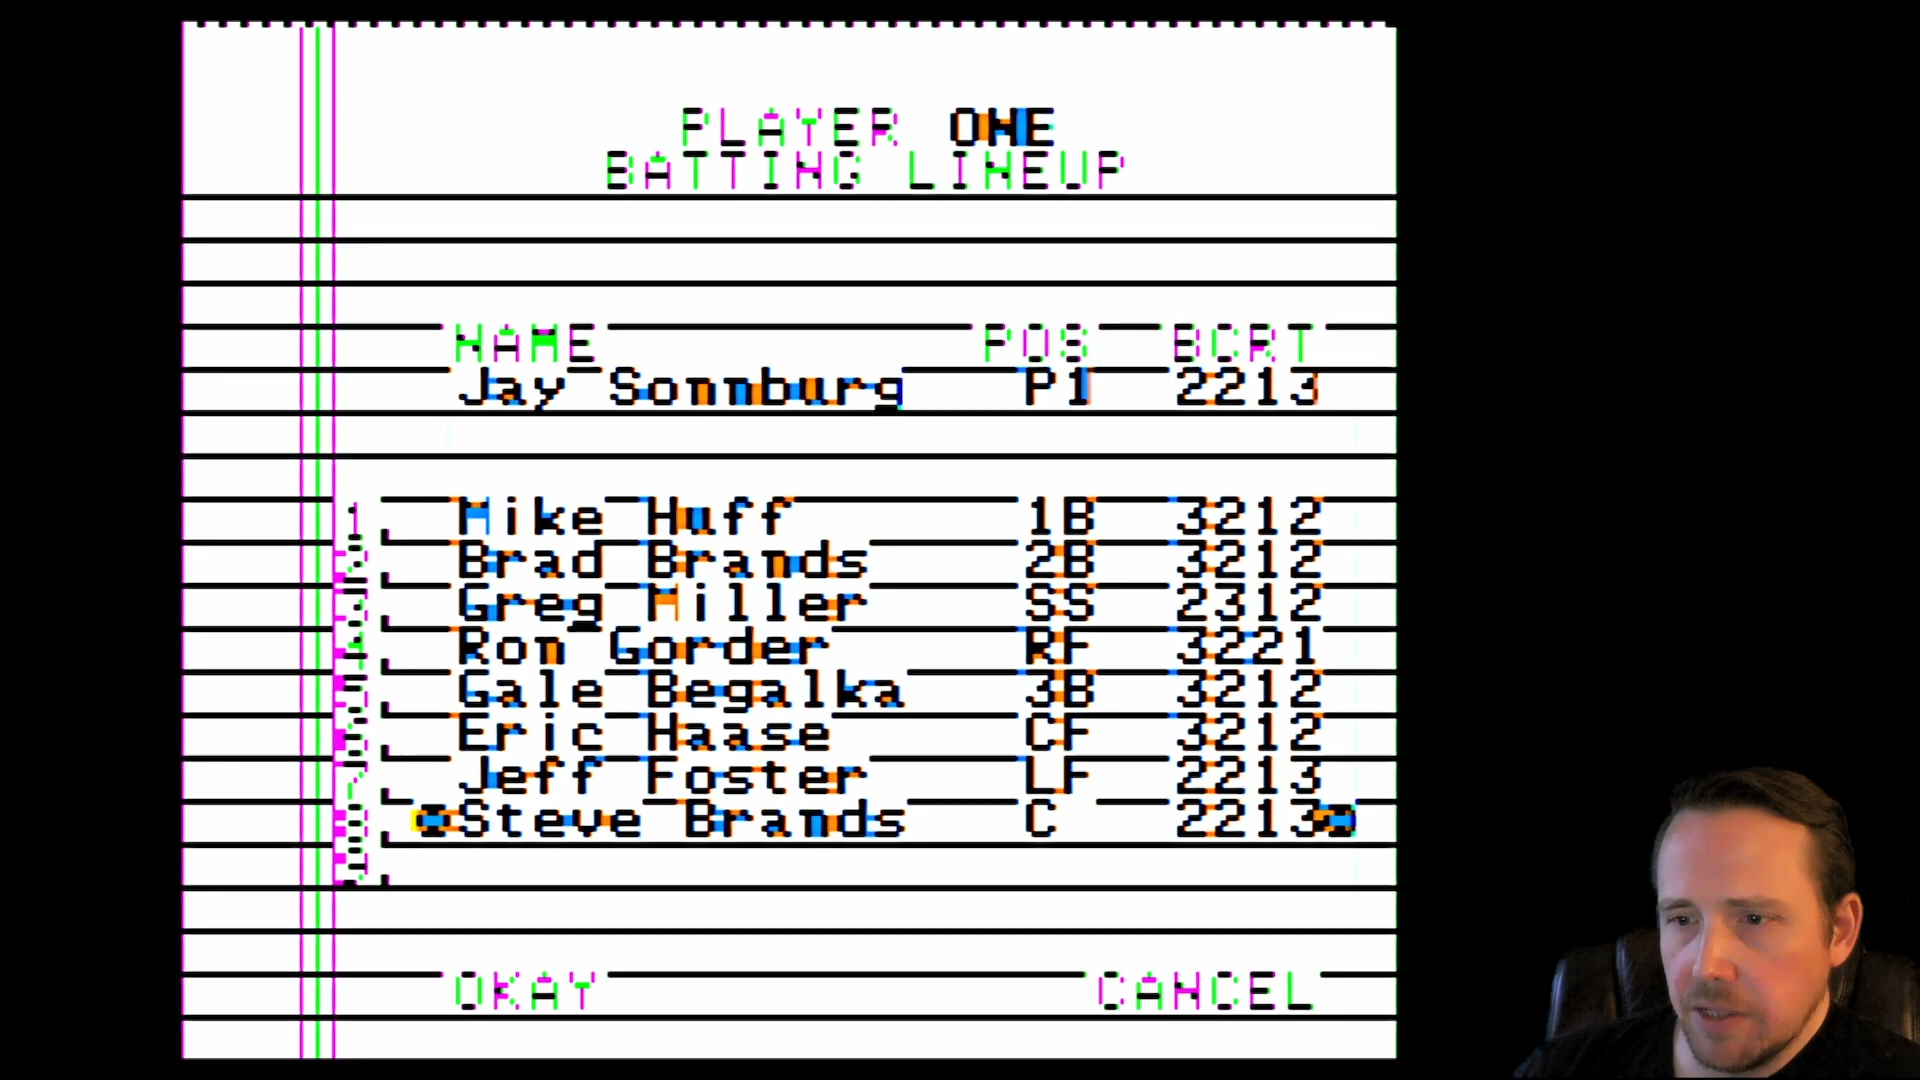 PLAYER ONE
BATTING LINEUP
NAME POS BCRT
Jay Sonnburg P1 2213
1. Mike Huff 1B 3212
2. Brad Brands 2B 3212
3. Greg Miller SS 2312
4. Ron Gorder RF 3221
5. Gale Begalka 3B 3212
6. Eric Haase CF 3212
7. Jeff Foster LF 2213
8. Steve Brands C 2213
9.
OKAY CANCEL